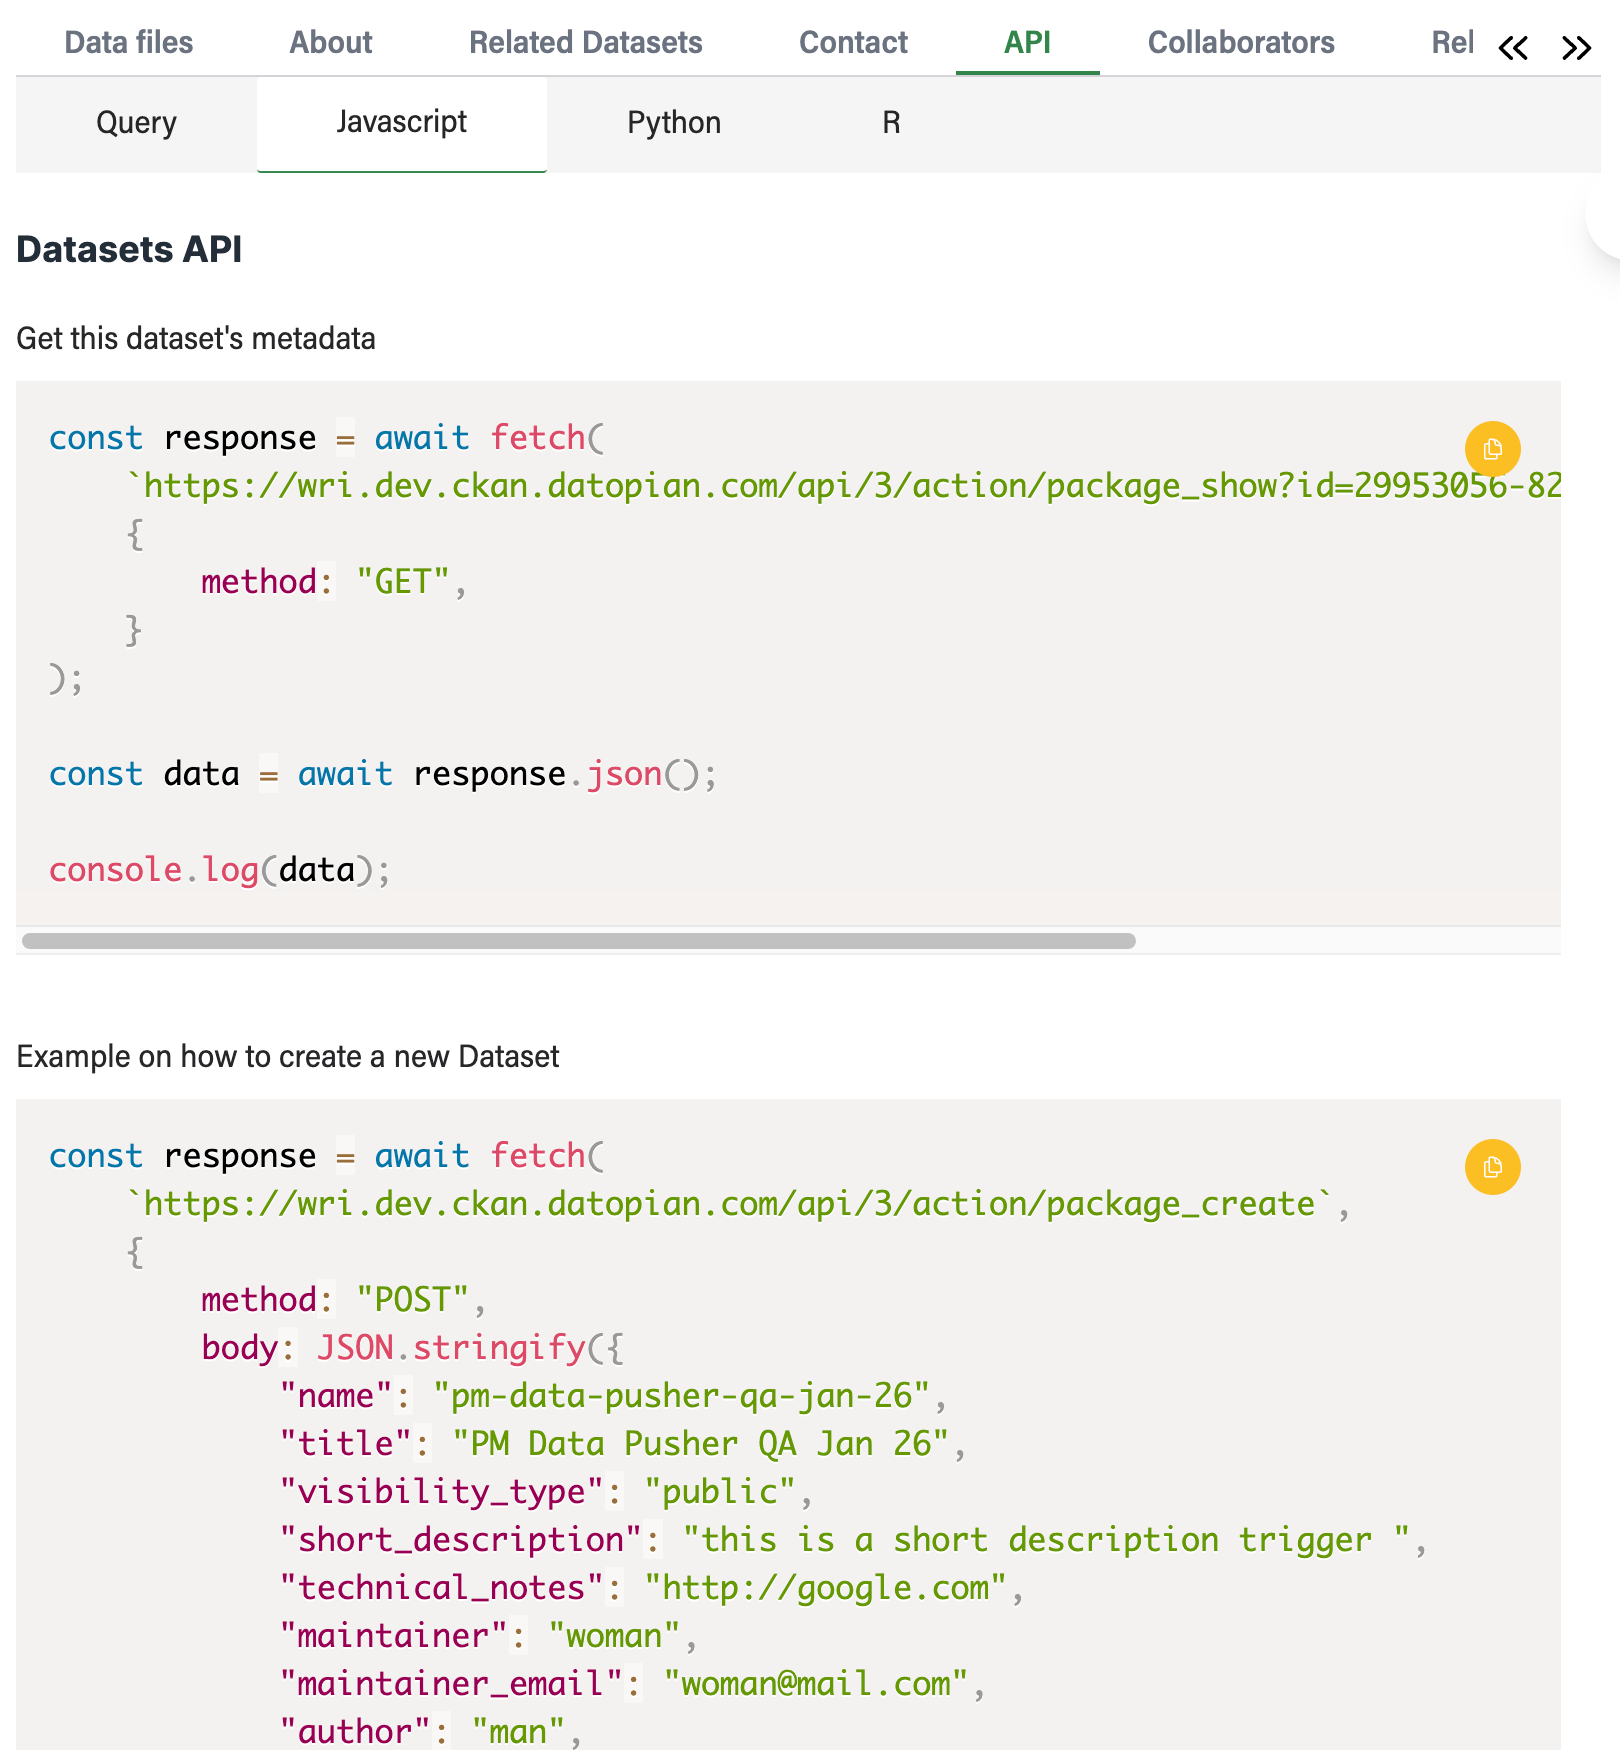 Data files About Related Datasets Contact API Collaborators Rel
Query Javascript Python R
Datasets API
Get this dataset's metadata
const response = await fetch(
`https://wri.dev.ckan.datopian.com/api/3/action/package_show?id=29953056-82
{
method: "GET",
}
);
const data = await response.json();
console.log(data);
Example on how to create a new Dataset
const response = await fetch(
`https://wri.dev.ckan.datopian.com/api/3/action/package_create`,
{
method: "POST",
body: JSON.stringify({
"name": "pm-data-pusher-qa-jan-26",
"title": "PM Data Pusher QA Jan 26",
"visibility_type": "public",
"short_description": "this is a short description trigger ",
"technical_notes": "http://google.com",
"maintainer": "woman",
"maintainer_email": "woman@mail.com",
"author": "man",